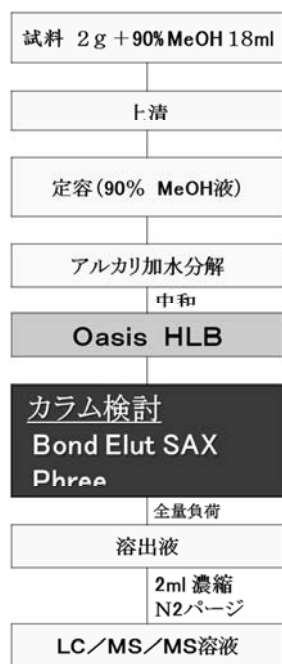 試料 2g+90%MeOH 18ml
上清
定容(90% MeOH液)
アルカリ加水分解
中和
Oasis HLB
カラム検討
Bond Elut SAX
Phree
全量負荷
溶出液
2ml 濃縮
N2パージ
LC/MS/MS溶液